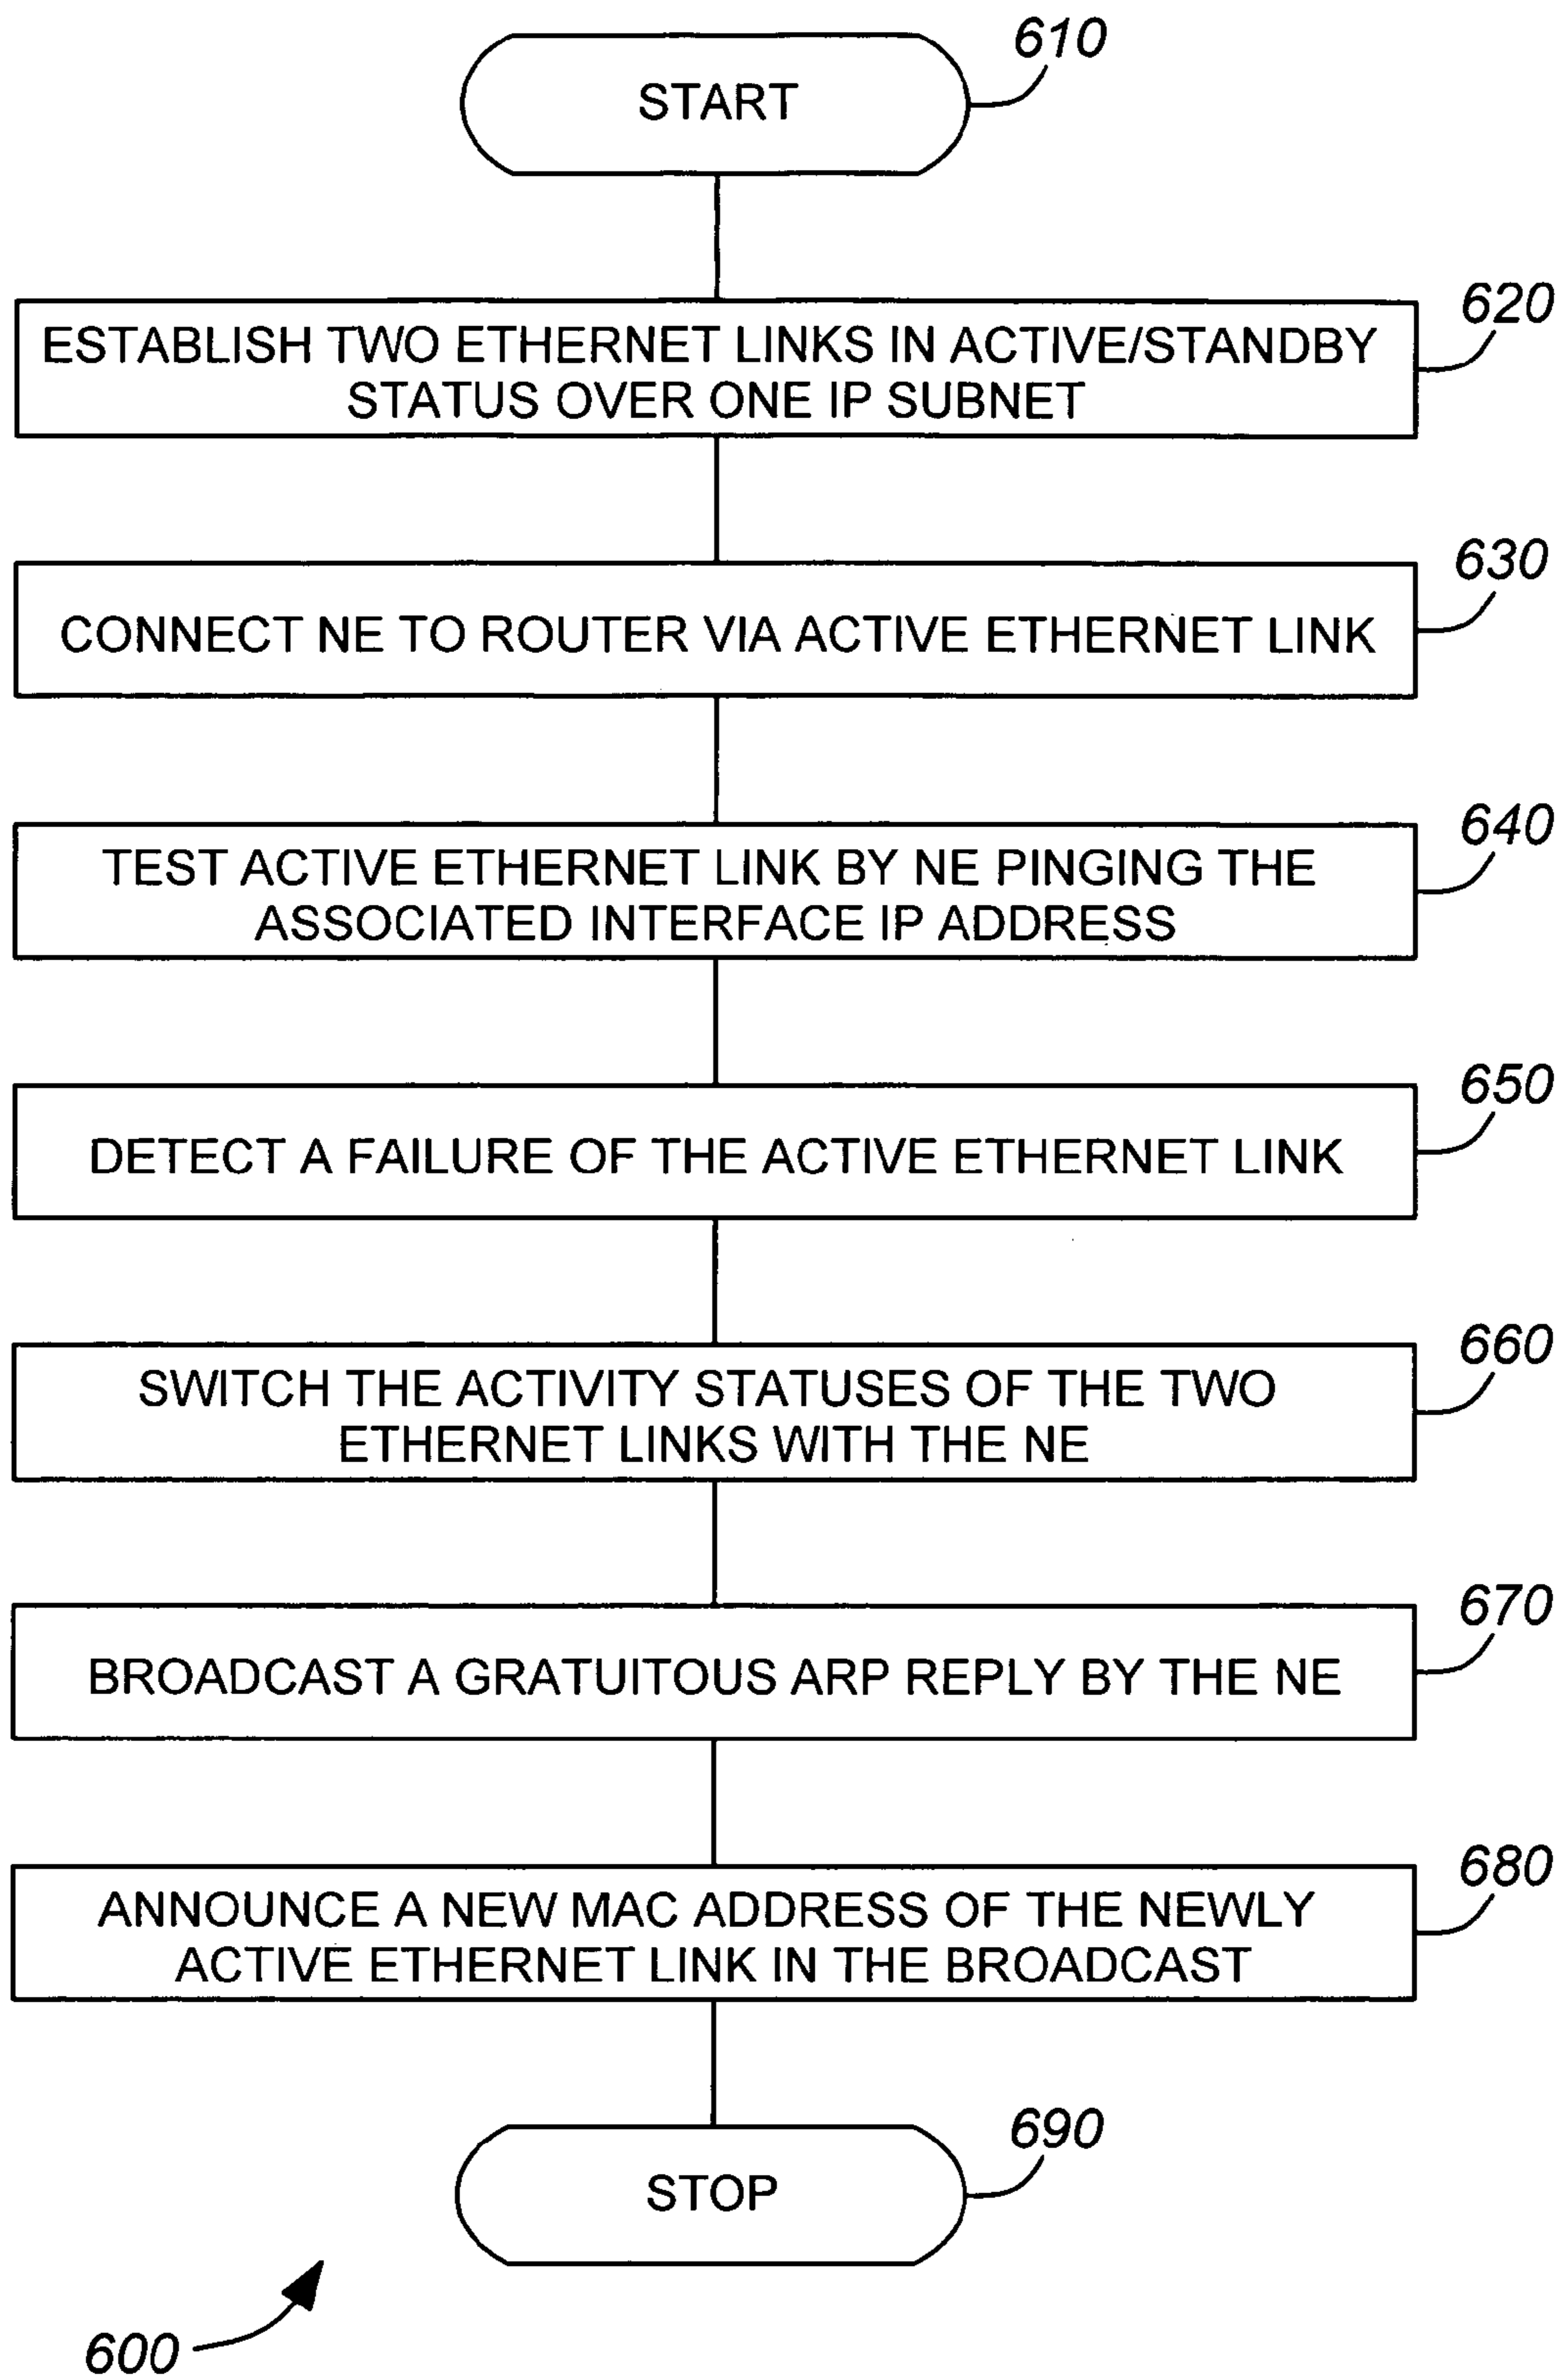 610
START
620
ESTABLISH TWO ETHERNET LINKS IN ACTIVE/STANDBY
STATUS OVER ONE IP SUBNET
630
CONNECT NE TO ROUTER VIA ACTIVE ETHERNET LINK
640
TEST ACTIVE ETHERNET LINK BY NE PINGING THE
ASSOCIATED INTERFACE IP ADDRESS
650
DETECT A FAILURE OF THE ACTIVE ETHERNET LINK
660
SWITCH THE ACTIVITY STATUSES OF THE TWO
ETHERNET LINKS WITH THE NE
670
BROADCAST A GRATUITOUS ARP REPLY BY THE NE
680
ANNOUNCE A NEW MAC ADDRESS OF THE NEWLY
ACTIVE ETHERNET LINK IN THE BROADCAST
690
STOP
600